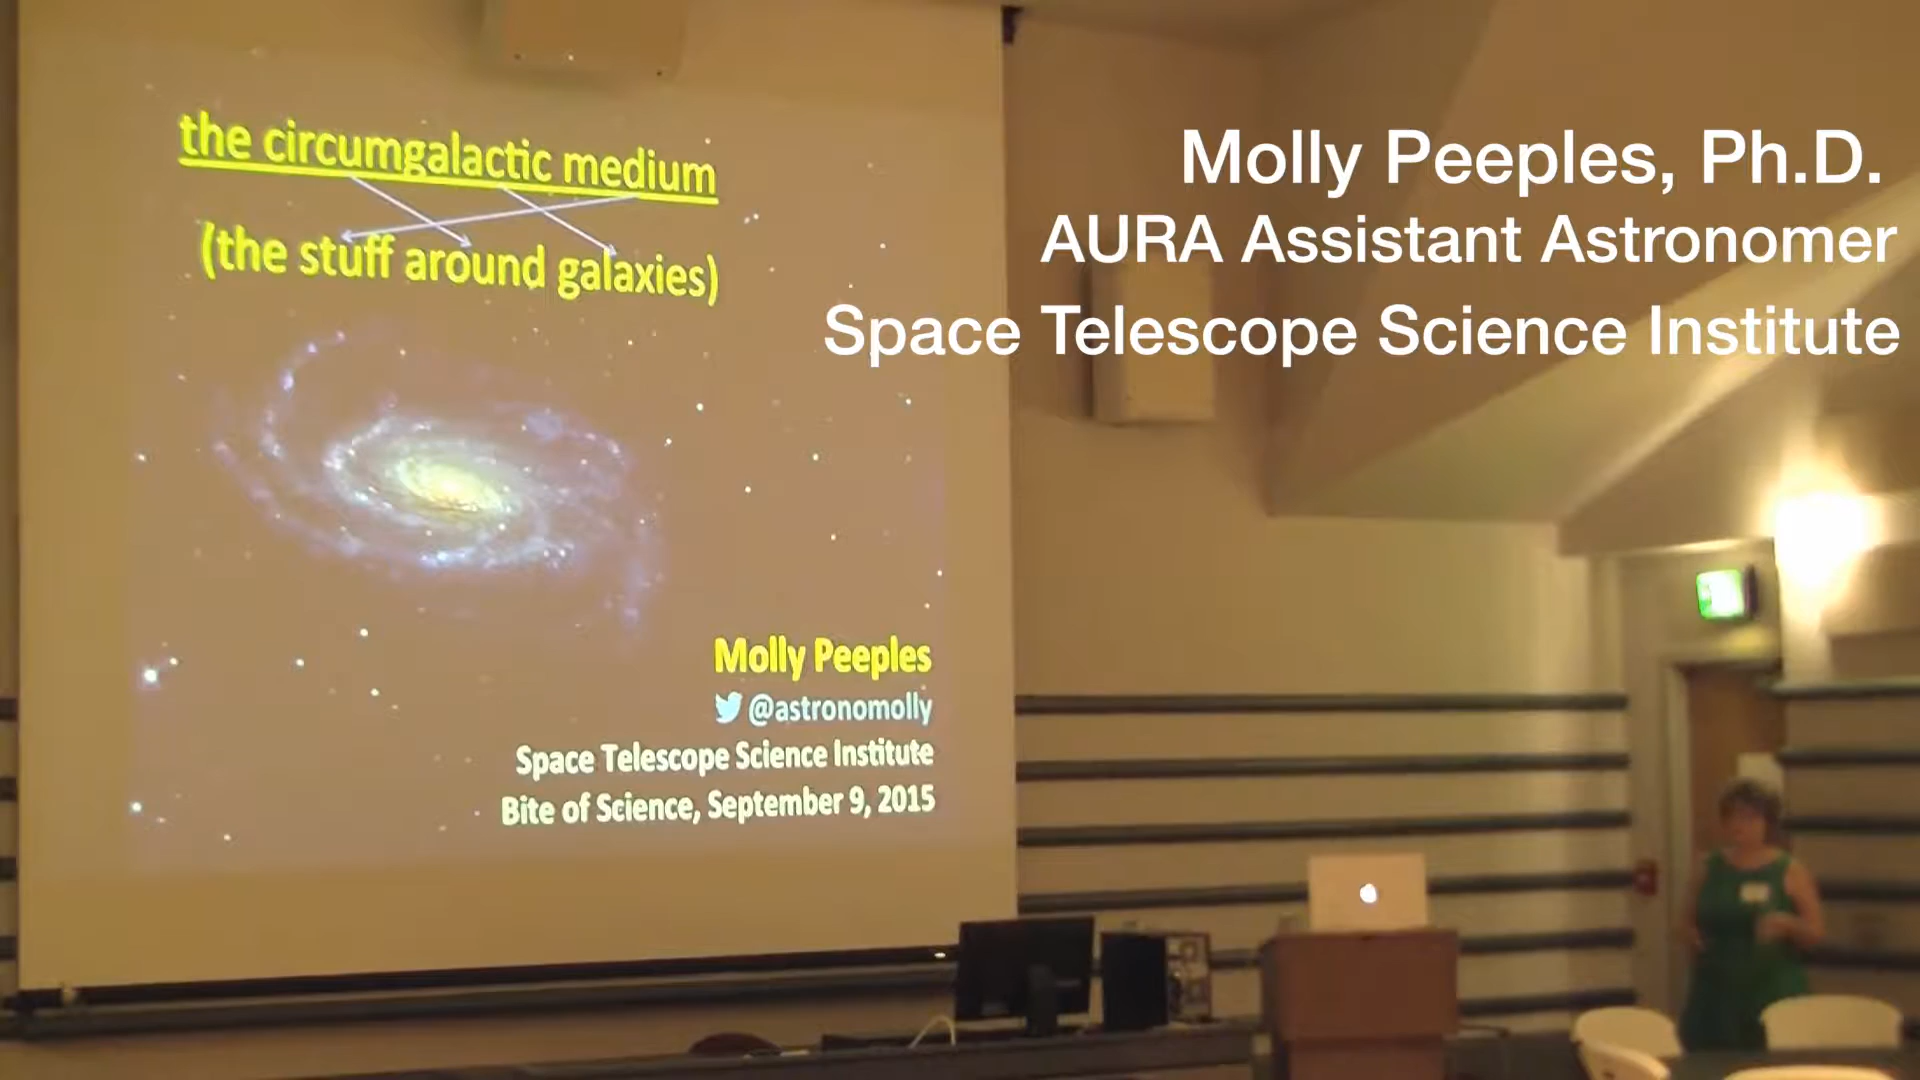 the circumgalactic medium
(the stuff around galaxies)
Molly Peeples
@astronomolly
Space Telescope Science Institute
Bite of Science, September 9, 2015
Molly Peeples, Ph.D.
AURA Assistant Astronomer
Space Telescope Science Institute